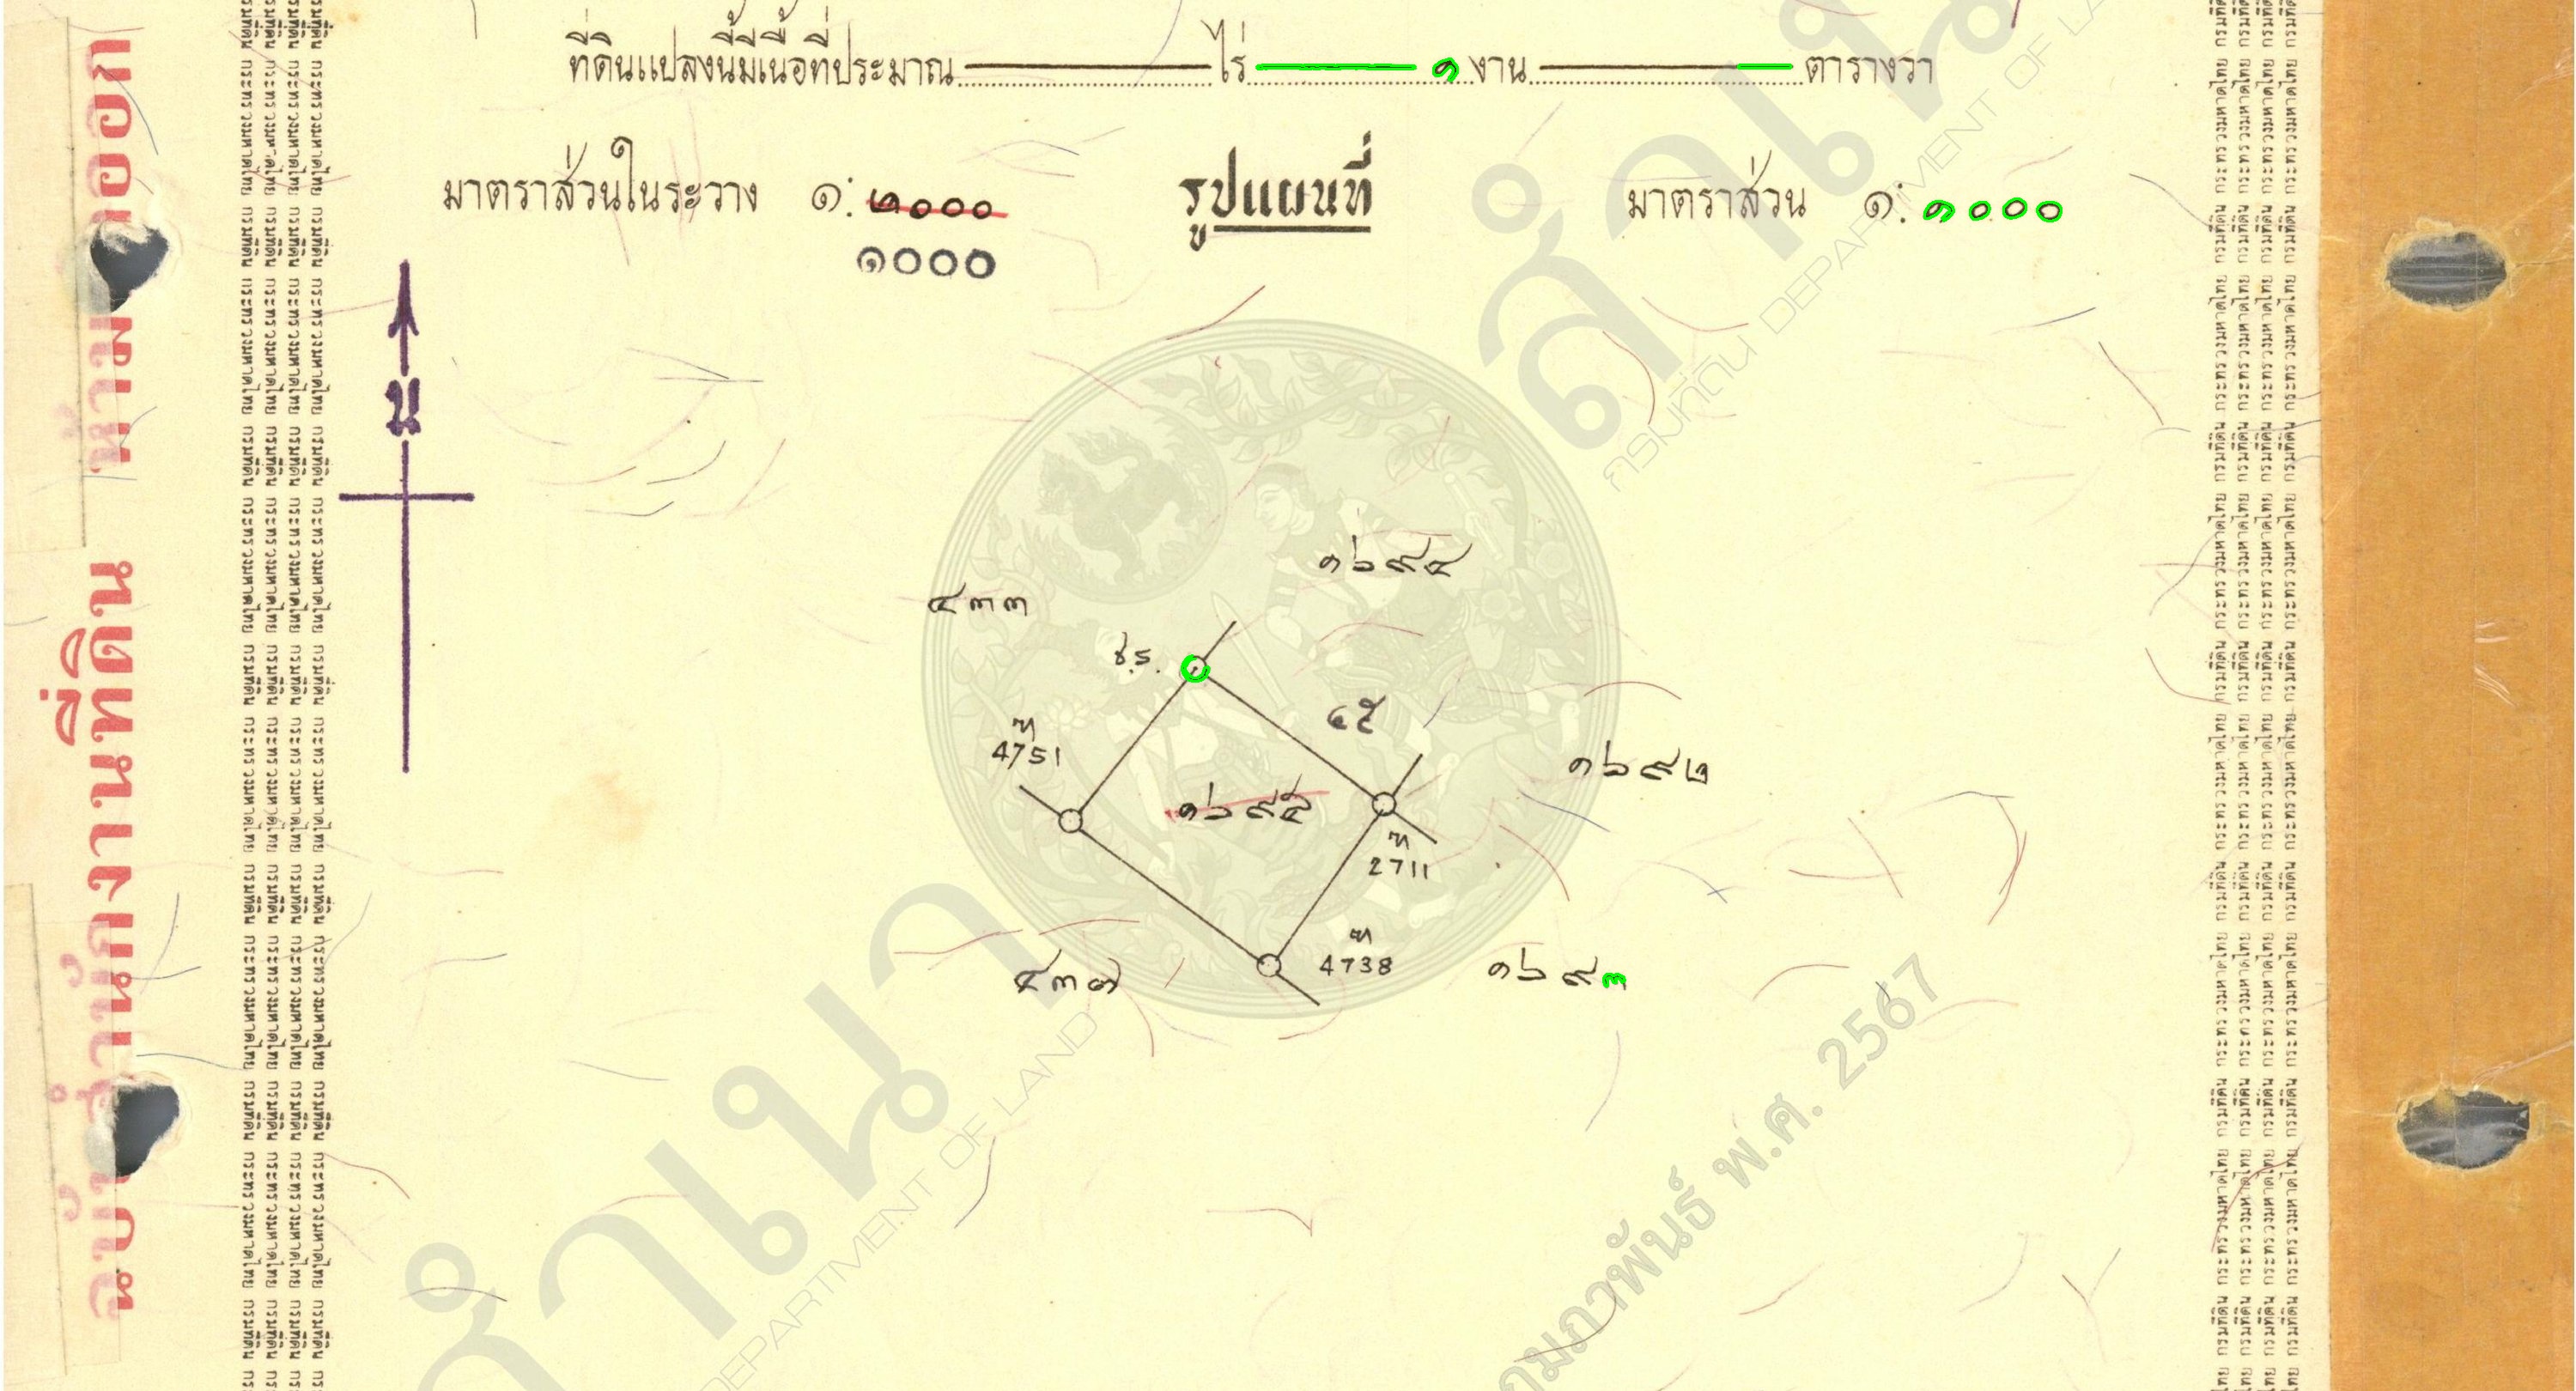 ที่ดินแปลงนี้มีเนื้อที่ประมาณ ไร่ ๑ งาน ตารางวา
มาตราส่วนในระวาง ๑:๒๐๐๐
๑๐๐๐
รูปแผนที่
มาตราส่วน ๑:๑๐๐๐
น
๑๖๙๔
๔๓๓
๖๕
ท
4751
๑๖๙๒
๑๖๙๕
ท
2711
ท
4738
๔๓๗
๑๖๙๓
สำเนา
กรมที่ดิน DEPARTMENT OF LAND
กุมภาพันธ์ พ.ศ. 2567
ฉบับสำนักงานที่ดิน ห้าม ออก
กรมที่ดิน กระทรวงมหาดไทย